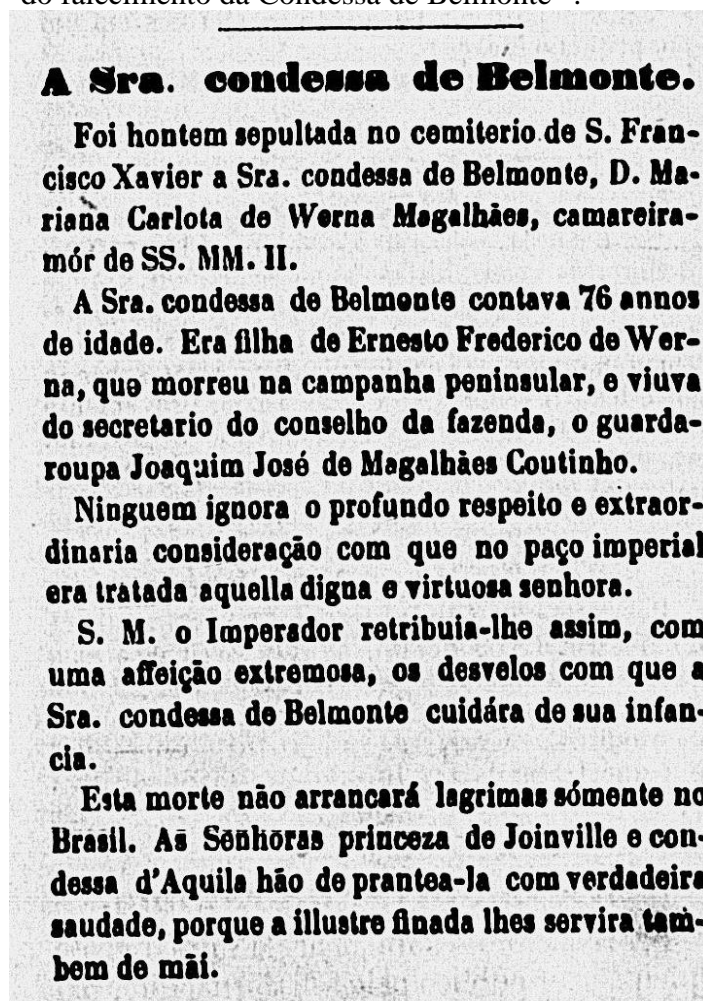 do falecimento da Condessa de Belmonte
A Sra. condessa de Belmonte.
Foi hontem sepultada no cemiterio de S. Fran-
cisco Xavier a Sra. condessa de Belmonte, D. Ma-
riana Carlota de Werna Magalhães, camareira-
mór de SS. MM. II.
A Sra. condessa de Belmonte contava 76 annos
de idade. Era filha de Ernesto Frederico de Wer-
na, que morreu na campanha peninsular, e viuva
do secretario do conselho da fazenda, o guarda-
roupa Joaquim José de Magalhães Coutinho.
Ninguem ignora o profundo respeito e extraor-
dinaria consideração com que no paço imperial
era tratada aquella digna e virtuosa senhora.
S. M. o Imperador retribuia-lhe assim, com
uma affeição extremosa, os desvelos com que a
Sra. condessa de Belmonte cuidára de sua infan-
cia.
Esta morte não arrancará lagrimas sómente no
Brasil. As Senhoras princeza de Joinville e con-
dessa d'Aquila hão de prantea-la com verdadeira
saudade, porque a illustre finada lhes servira tam-
bem de mãi.